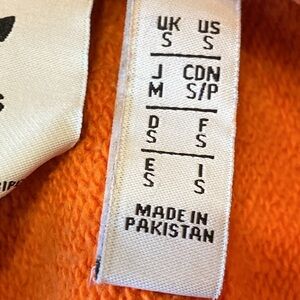 UK US
S S
J CDN
M S/P
D F
S S
E I
S S
MADE IN
PAKISTAN